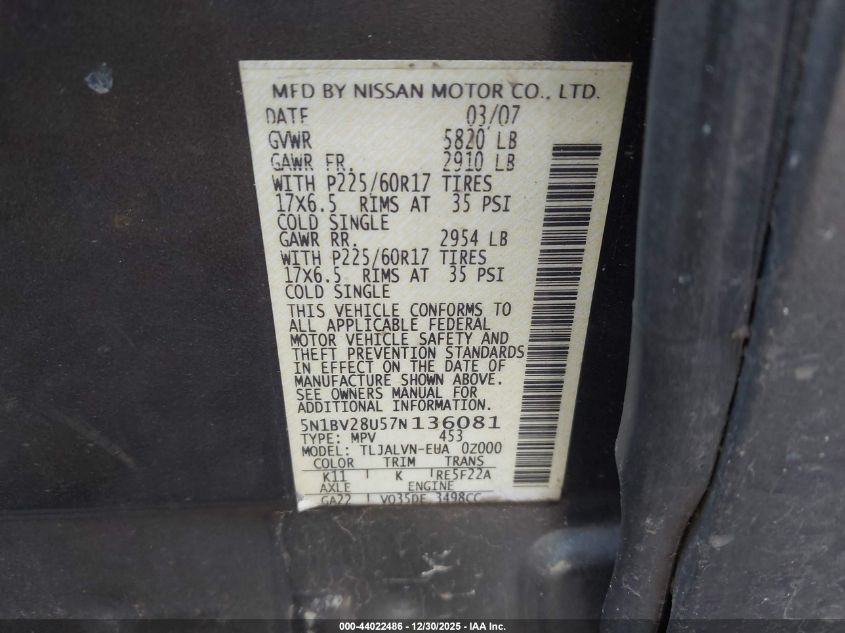 MFD BY NISSAN MOTOR CO., LTD.
DATE 03/07
GVWR 5820 LB
GAWR FR. 2910 LB
WITH P225/60R17 TIRES
17X6.5 RIMS AT 35 PSI
COLD SINGLE
GAWR RR. 2954 LB
WITH P225/60R17 TIRES
17X6.5 RIMS AT 35 PSI
COLD SINGLE
THIS VEHICLE CONFORMS TO
ALL APPLICABLE FEDERAL
MOTOR VEHICLE SAFETY AND
THEFT PREVENTION STANDARDS
IN EFFECT ON THE DATE OF
MANUFACTURE SHOWN ABOVE.
SEE OWNERS MANUAL FOR
ADDITIONAL INFORMATION.
5N1BV28U57N136081
TYPE: MPV 453
MODEL: TLJALVN-EUA 0Z000
COLOR TRIM TRANS
K11 K RE5F22A
AXLE ENGINE
GA22 VQ35DE 3498CC
000-44022486 - 12/30/2025 - IAA Inc.